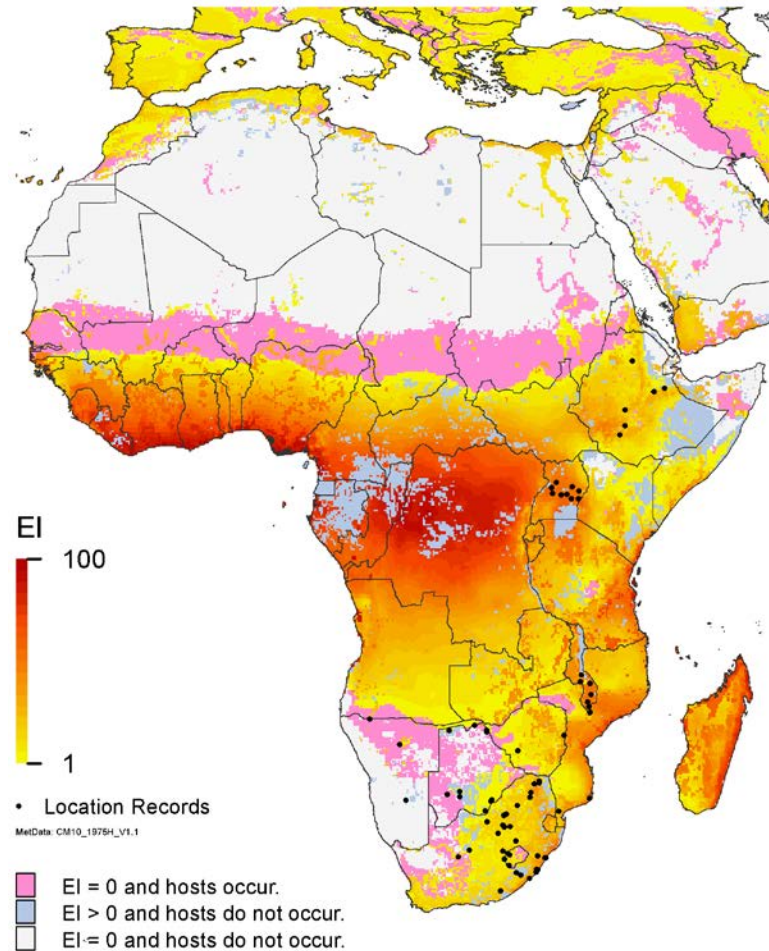 EI
100
1
• Location Records
MetData: CM10_1975H_V1.1
EI = 0 and hosts occur.
EI > 0 and hosts do not occur.
EI = 0 and hosts do not occur.